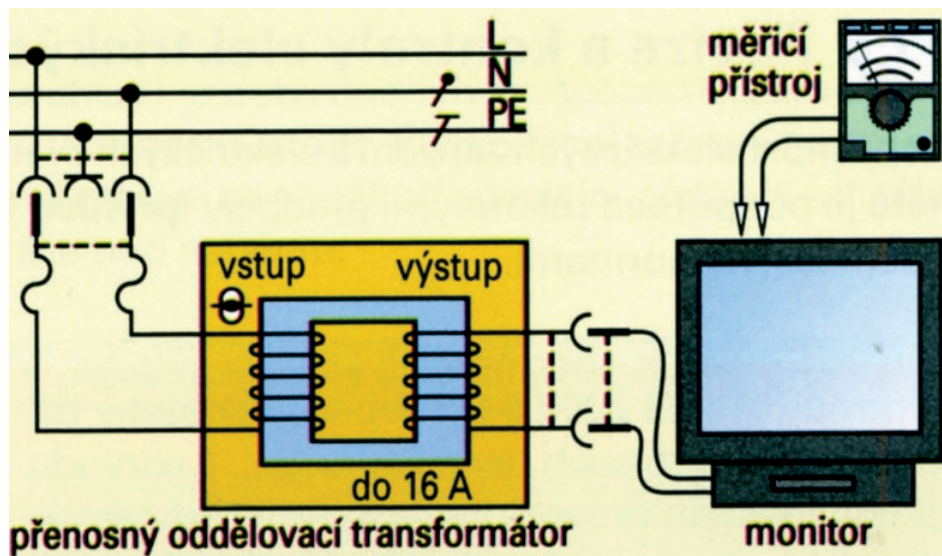 L
N
PE
měřicí
přístroj
vstup
výstup
do 16 A
přenosný oddělovací transformátor
monitor